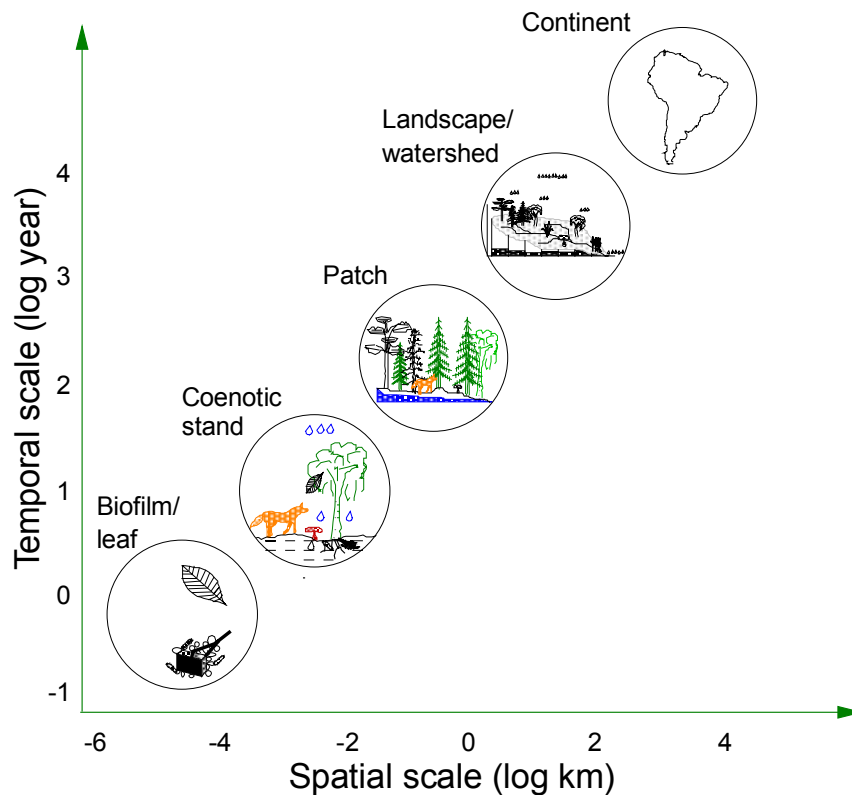 Continent
Landscape/
watershed
Patch
Coenotic
stand
Biofilm/
leaf
Temporal scale (log year)
4
3
2
1
0
-1
-6
-4
-2
0
2
4
Spatial scale (log km)